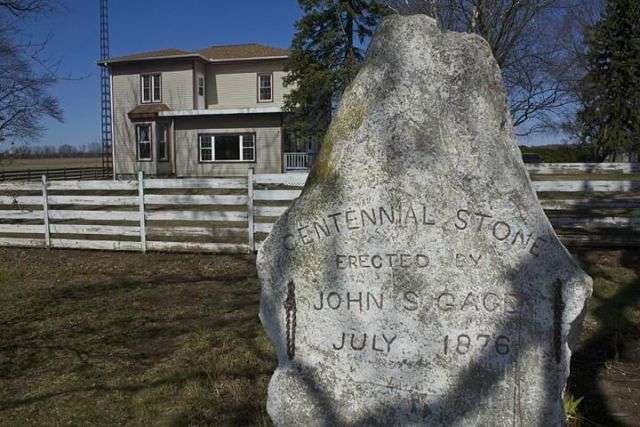 CENTENNIAL STONE
ERECTED BY
JOHN S. GAGE
JULY 1876